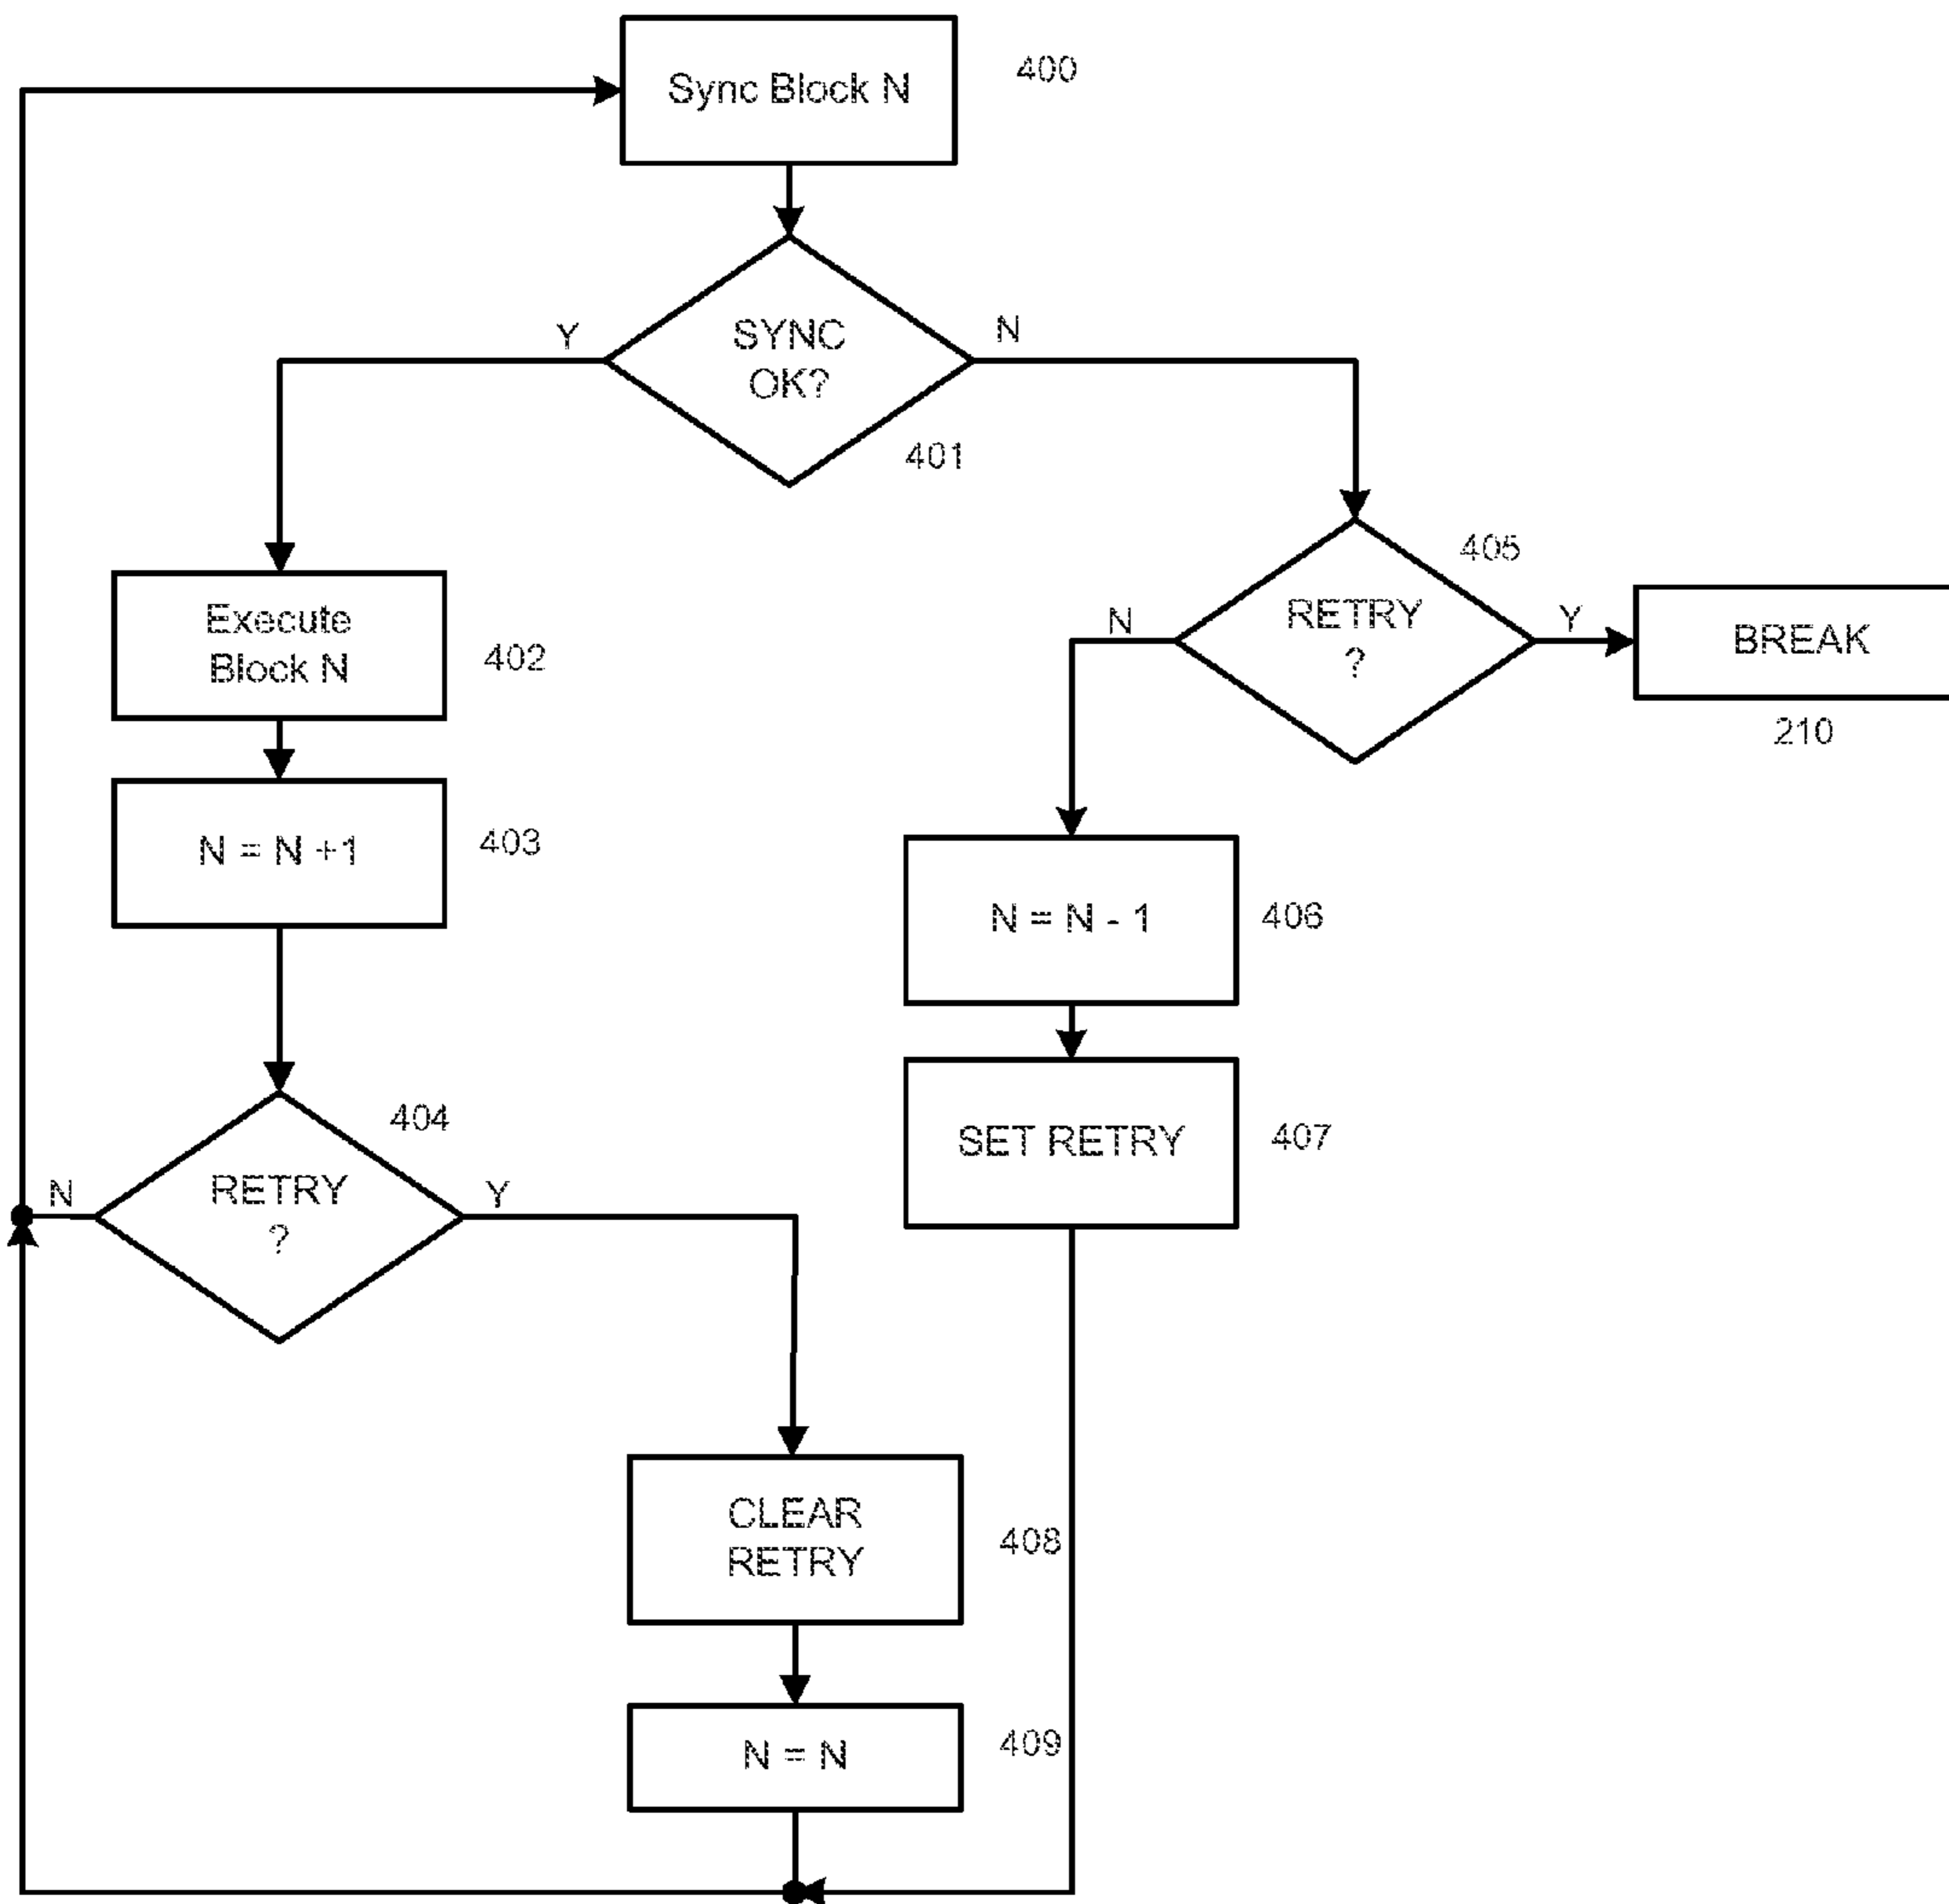 Sync Block N
400
SYNC
OK?
Y
N
401
Execute
Block N
402
405
RETRY
?
N
Y
BREAK
210
N = N +1
403
N = N - 1
406
SET RETRY
407
404
RETRY
?
N
Y
CLEAR
RETRY
408
N = N
409